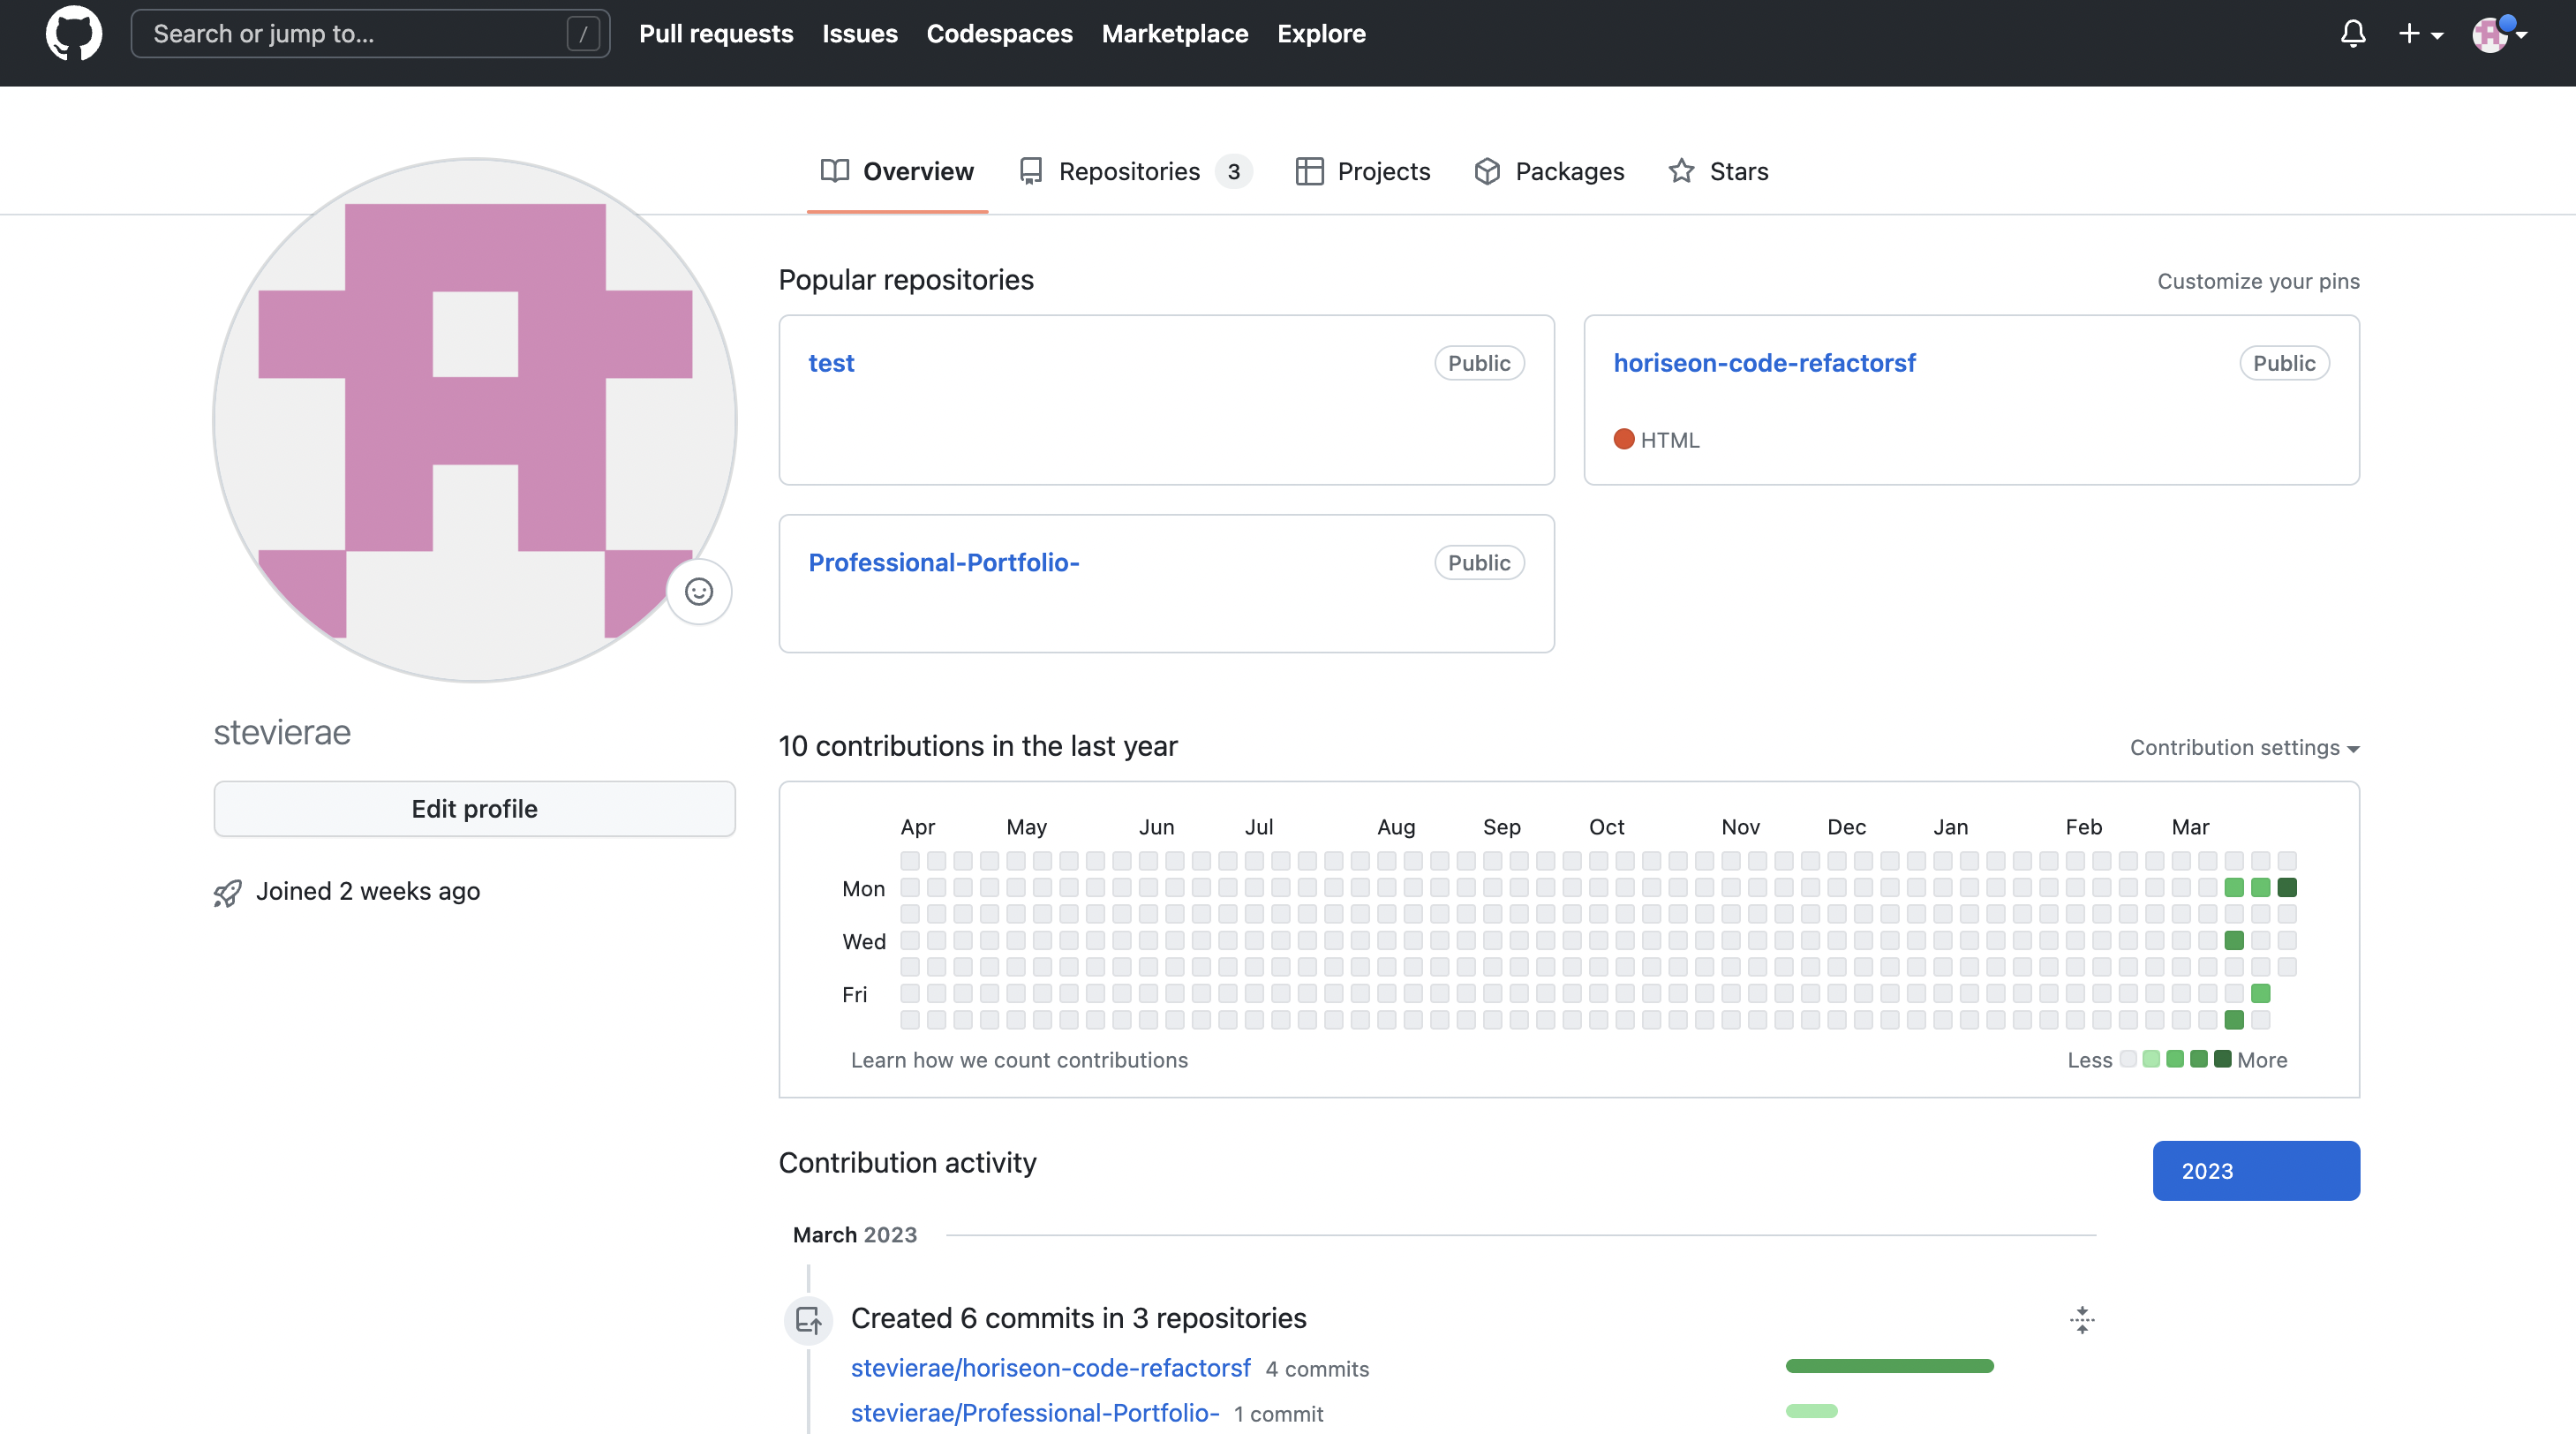 Search or jump to... / Pull requests Issues Codespaces Marketplace Explore
Overview Repositories 3 Projects Packages Stars
Popular repositories Customize your pins
test Public
horiseon-code-refactorsf Public
HTML
Professional-Portfolio- Public
stevierae
Edit profile
Joined 2 weeks ago
10 contributions in the last year Contribution settings
Apr May Jun Jul Aug Sep Oct Nov Dec Jan Feb Mar
Mon
Wed
Fri
Learn how we count contributions Less More
Contribution activity 2023
March 2023
Created 6 commits in 3 repositories
stevierae/horiseon-code-refactorsf 4 commits
stevierae/Professional-Portfolio- 1 commit